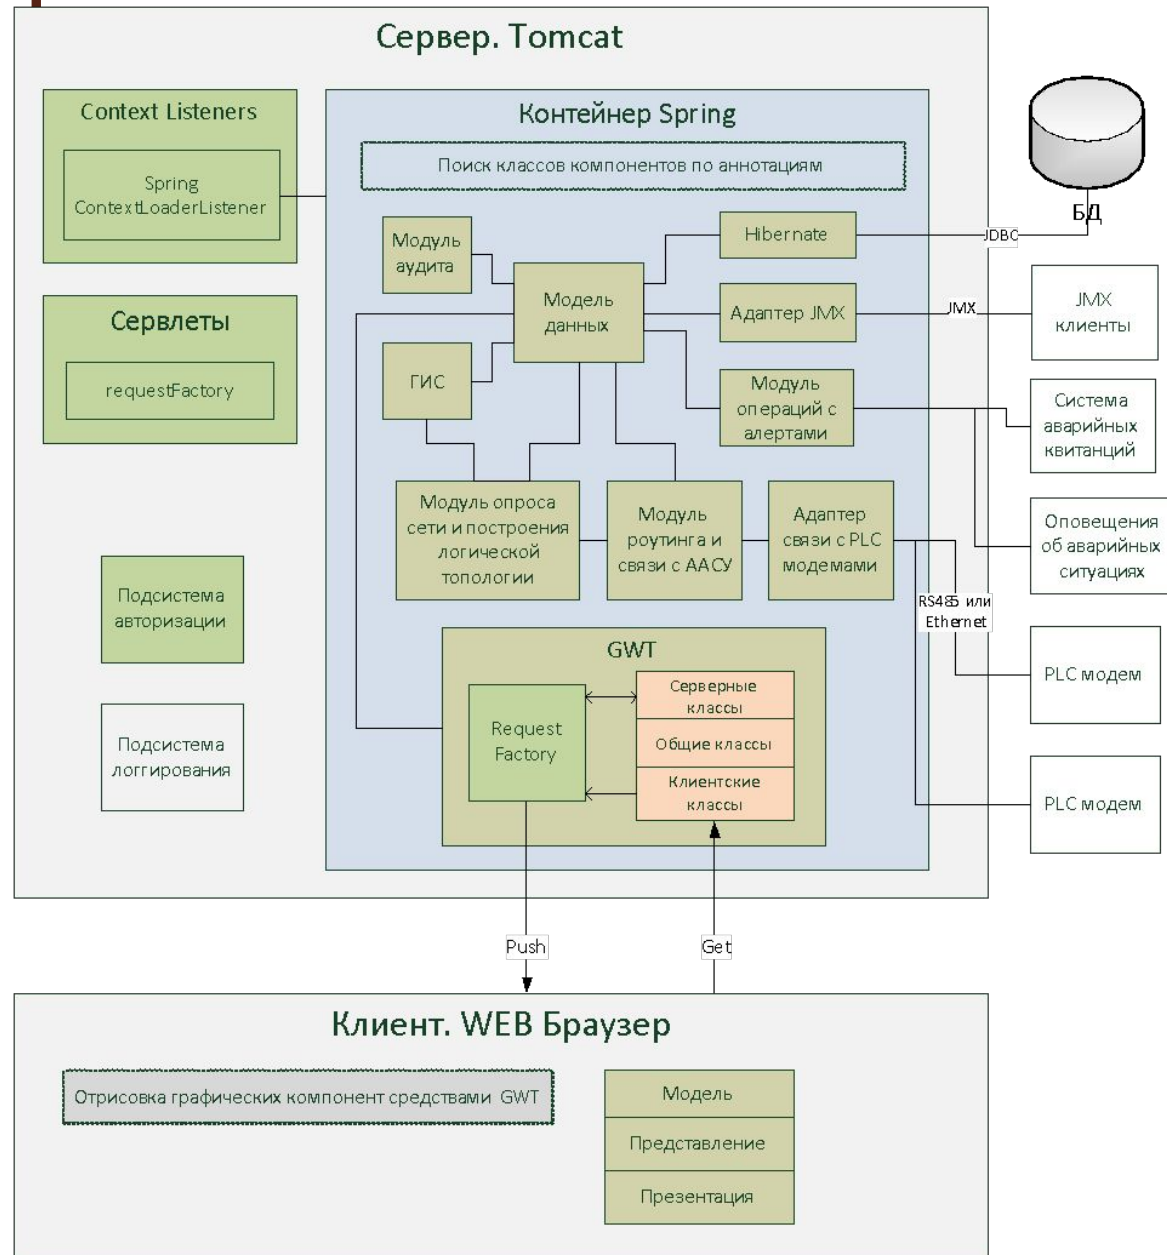 Сервер. Tomcat
Context Listeners
Spring
ContextLoaderListener
Сервлеты
requestFactory
Подсистема
авторизации
Подсистема
логгирования
Контейнер Spring
Поиск классов компонентов по аннотациям
Модуль
аудита
Модель
данных
Hibernate
JDBC
БД
Адаптер JMX
JMX
JMX
клиенты
ГИС
Модуль
операций с
алертами
Система
аварийных
квитанций
Оповещения
об аварийных
ситуациях
Модуль опроса
сети и построения
логической
топологии
Модуль
роутинга и
связи с ААСУ
Адаптер
связи с PLC
модемами
RS485 или
Ethernet
PLC модем
PLC модем
GWT
Request
Factory
Серверные
классы
Общие классы
Клиентские
классы
Push
Get
Клиент. WEB Браузер
Отрисовка графических компонент средствами GWT
Модель
Представление
Презентация